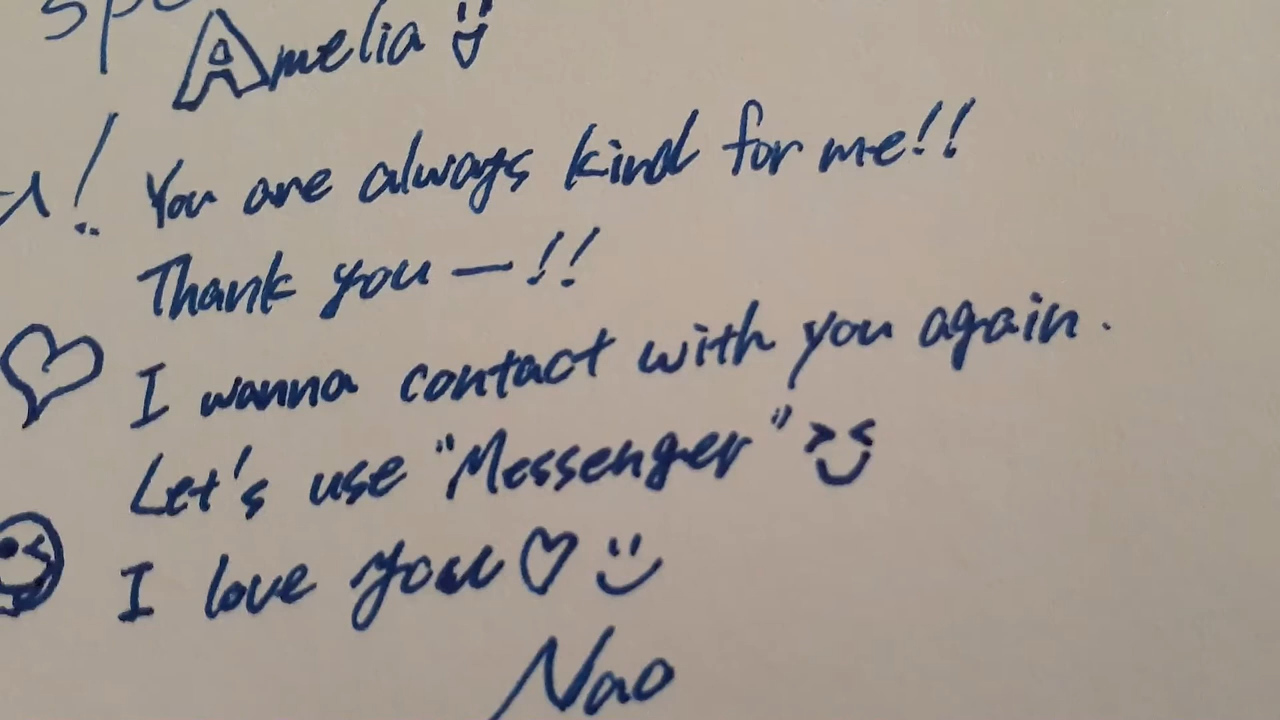 Amelia
You are always kind for me!!
Thank you—!!
I wanna contact with you again.
Let's use "Messenger"
I love you♡
Nao